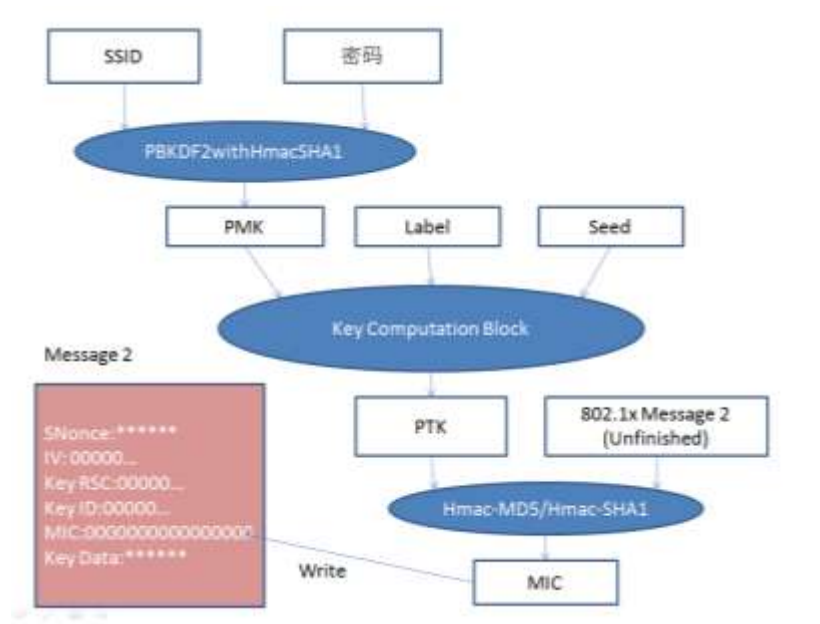 SSID
密码
PBKDF2withHmacSHA1
PMK
Label
Seed
Key Computation Block
Message 2
SNonce:******
IV: 00000...
Key RSC:00000...
Key ID:00000...
MIC:0000000000000000
Key Data:******
PTK
802.1x Message 2
(Unfinished)
Hmac-MD5/Hmac-SHA1
Write
MIC